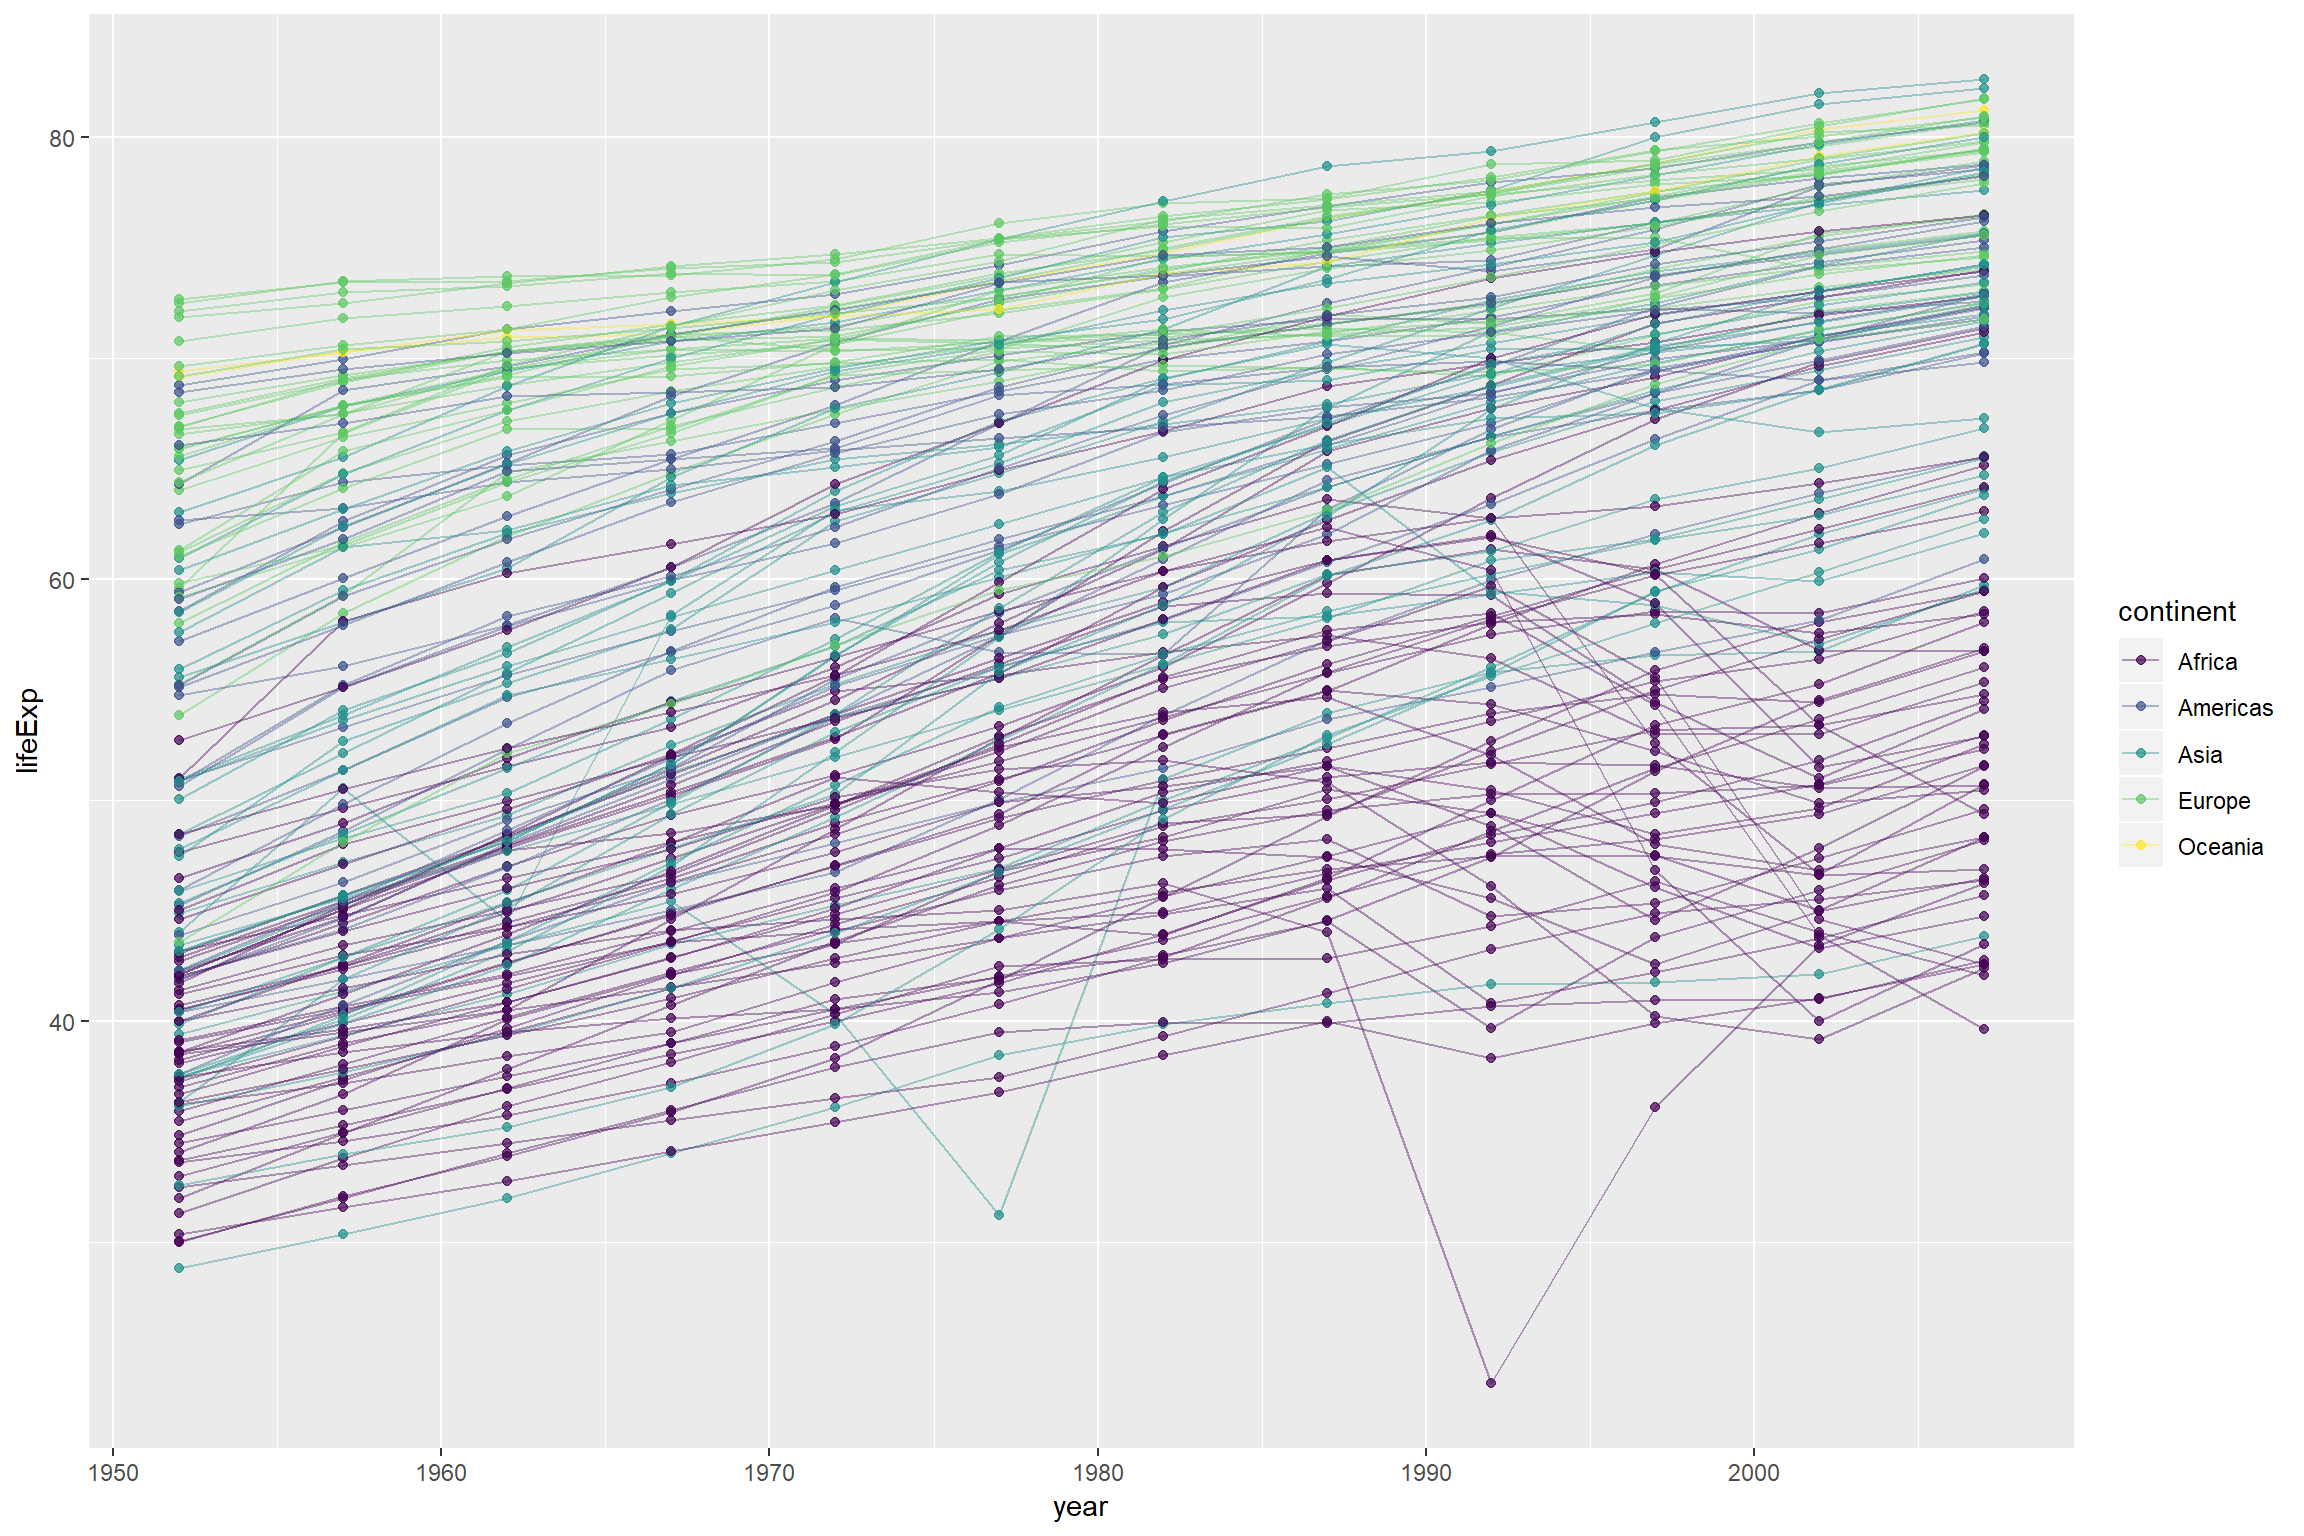 80
60
40
lifeExp
1950 1960 1970 1980 1990 2000
year
continent
Africa
Americas
Asia
Europe
Oceania